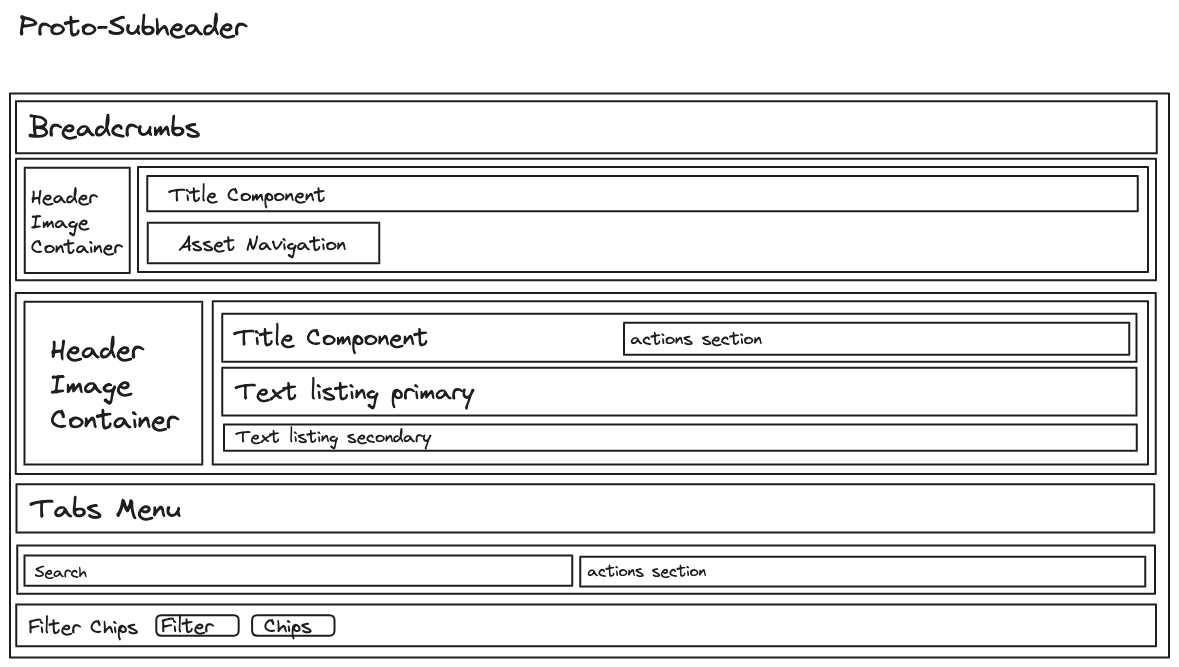 Proto-Subheader
Breadcrumbs
Header
Image
Container
Title Component
Asset Navigation
Header
Image
Container
Title Component
actions section
Text listing primary
Text listing secondary
Tabs Menu
Search
actions section
Filter Chips Filter Chips